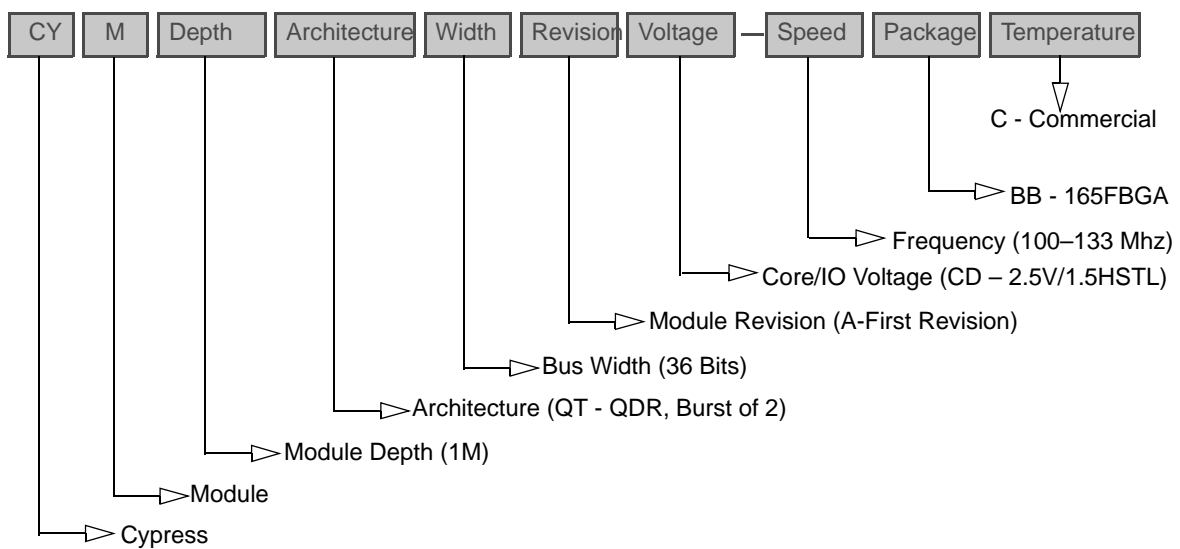 CY M Depth Architecture Width Revision Voltage — Speed Package Temperature
C - Commercial
BB - 165FBGA
Frequency (100–133 Mhz)
Core/IO Voltage (CD – 2.5V/1.5HSTL)
Module Revision (A-First Revision)
Bus Width (36 Bits)
Architecture (QT - QDR, Burst of 2)
Module Depth (1M)
Module
Cypress